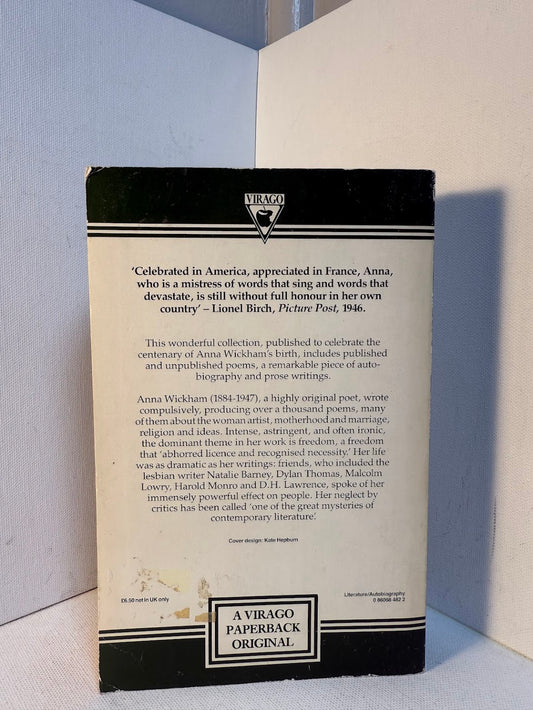 VIRAGO
‘Celebrated in America, appreciated in France, Anna,
who is a mistress of words that sing and words that
devastate, is still without full honour in her own
country’ – Lionel Birch, Picture Post, 1946.
This wonderful collection, published to celebrate the
centenary of Anna Wickham’s birth, includes published
and unpublished poems, a remarkable piece of auto-
biography and prose writings.
Anna Wickham (1884-1947), a highly original poet, wrote
compulsively, producing over a thousand poems, many
of them about the woman artist, motherhood and marriage,
religion and ideas. Intense, astringent, and often ironic,
the dominant theme in her work is freedom, a freedom
that ‘abhorred licence and recognised necessity.’ Her life
was as dramatic as her writings: friends, who included the
lesbian writer Natalie Barney, Dylan Thomas, Malcolm
Lowry, Harold Monro and D.H. Lawrence, spoke of her
immensely powerful effect on people. Her neglect by
critics has been called ‘one of the great mysteries of
contemporary literature’.
Cover design: Kate Hepburn
£6.50 net in UK only
Literature/Autobiography
0 86068 482 2
A VIRAGO
PAPERBACK
ORIGINAL